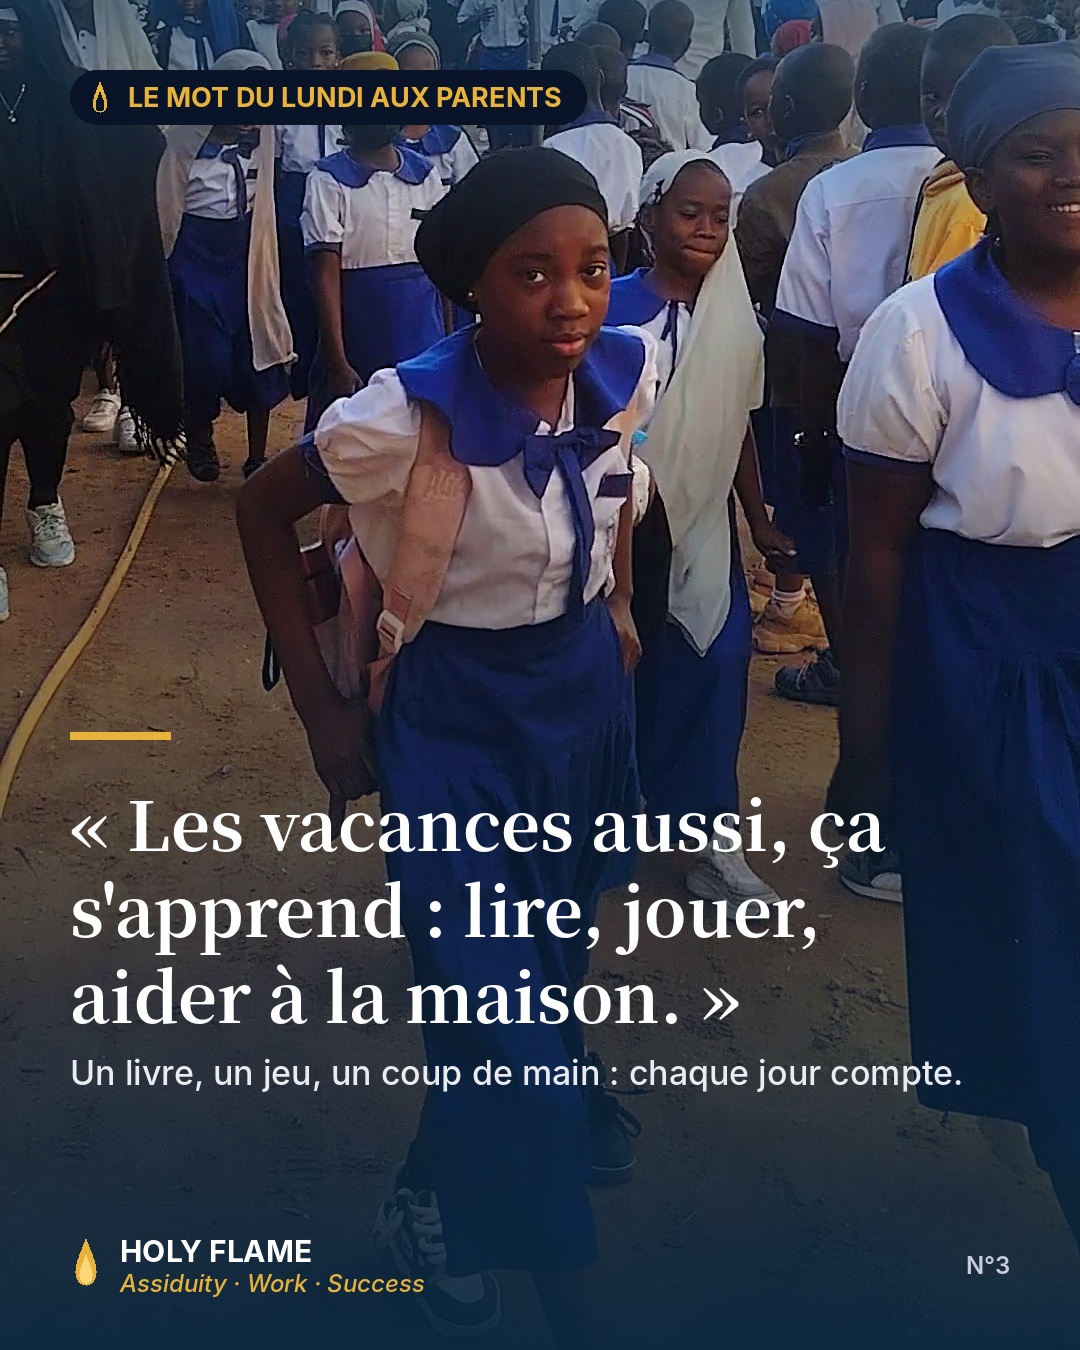 LE MOT DU LUNDI AUX PARENTS
« Les vacances aussi, ça
s'apprend : lire, jouer,
aider à la maison. »
Un livre, un jeu, un coup de main : chaque jour compte.
HOLY FLAME
Assiduity · Work · Success
N°3